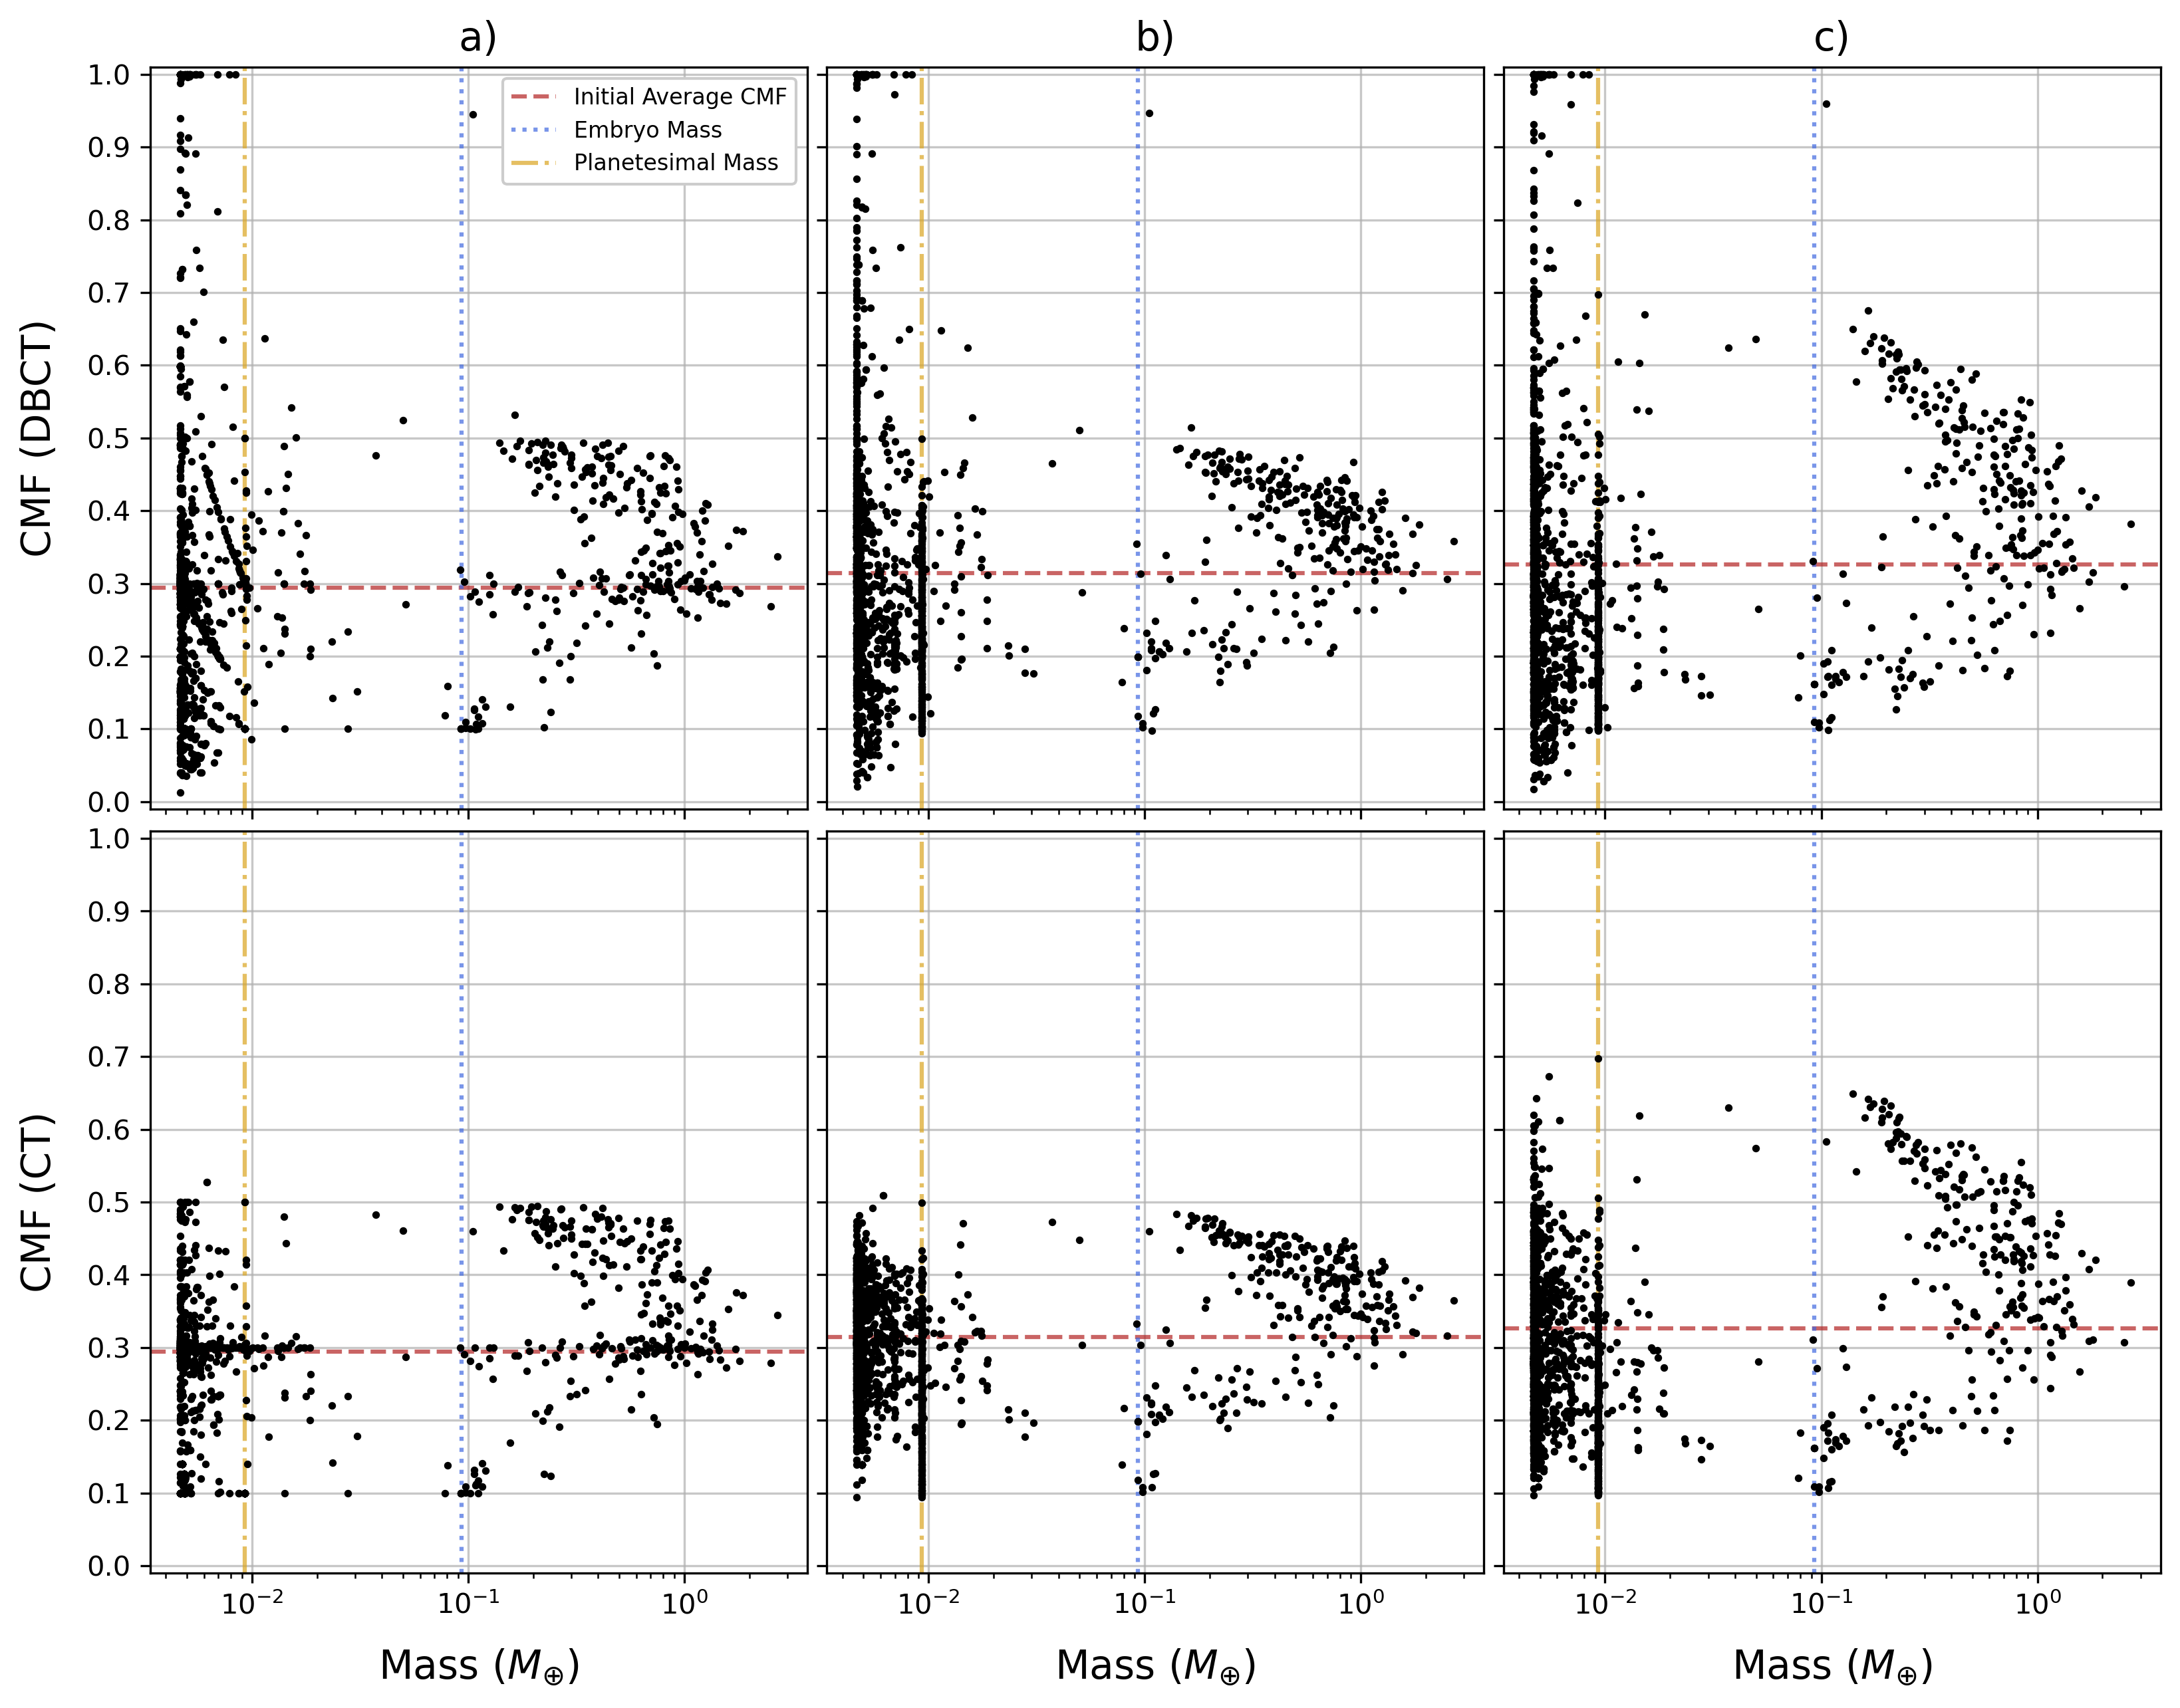 a) b) c)
1.0
0.9
0.8
0.7
0.6
0.5
0.4
0.3
0.2
0.1
0.0
CMF (DBCT)
Initial Average CMF
Embryo Mass
Planetesimal Mass
1.0
0.9
0.8
0.7
0.6
0.5
0.4
0.3
0.2
0.1
0.0
CMF (CT)
10⁻² 10⁻¹ 10⁰ 10⁻² 10⁻¹ 10⁰ 10⁻² 10⁻¹ 10⁰
Mass (M⊕) Mass (M⊕) Mass (M⊕)